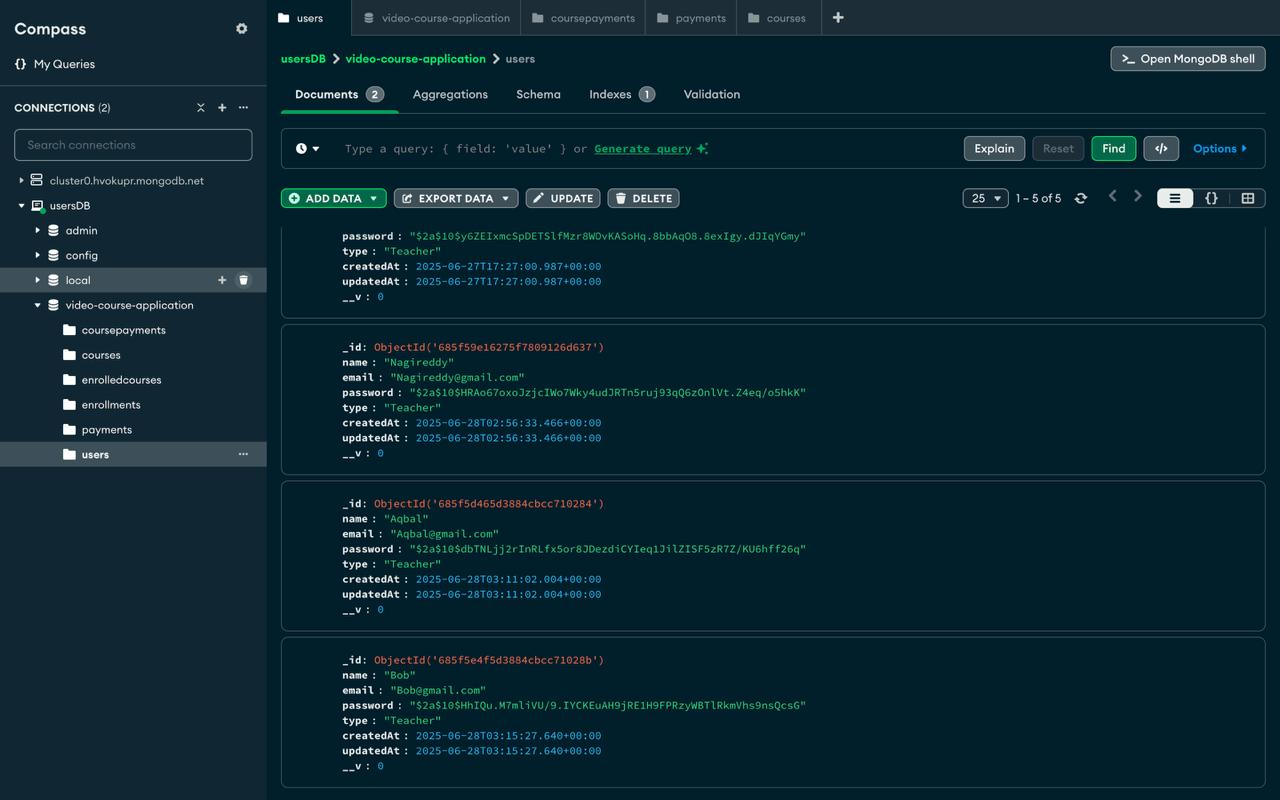 Compass
My Queries
CONNECTIONS (2)
Search connections
cluster0.hvokupr.mongodb.net
usersDB
admin
config
local
video-course-application
coursepayments
courses
enrolledcourses
enrollments
payments
users
users
video-course-application
coursepayments
payments
courses
usersDB > video-course-application > users
>_ Open MongoDB shell
Documents 2
Aggregations
Schema
Indexes 1
Validation
Type a query: { field: 'value' } or Generate query
Explain
Reset
Find
</>
Options
ADD DATA
EXPORT DATA
UPDATE
DELETE
25
1 – 5 of 5
{}
password : "$2a$10$y6ZEIxmcSpDETSlfMzr8WOvKASoHq.8bbAqO8.8exIgy.dJIqYGmy"
type : "Teacher"
createdAt : 2025-06-27T17:27:00.987+00:00
updatedAt : 2025-06-27T17:27:00.987+00:00
__v : 0
_id: ObjectId('685f59e16275f7809126d637')
name : "Nagireddy"
email : "Nagireddy@gmail.com"
password : "$2a$10$HRAo67oxoJzjcIWo7Wky4udJRTn5ruj93qQ6zOnlVt.Z4eq/o5hkK"
type : "Teacher"
createdAt : 2025-06-28T02:56:33.466+00:00
updatedAt : 2025-06-28T02:56:33.466+00:00
__v : 0
_id: ObjectId('685f5d465d3884cbcc710284')
name : "Aqbal"
email : "Aqbal@gmail.com"
password : "$2a$10$dbTNLjj2rInRLfx5or8JDezdiCYIeq1JilZISF5zR7Z/KU6hff26q"
type : "Teacher"
createdAt : 2025-06-28T03:11:02.004+00:00
updatedAt : 2025-06-28T03:11:02.004+00:00
__v : 0
_id: ObjectId('685f5e4f5d3884cbcc71028b')
name : "Bob"
email : "Bob@gmail.com"
password : "$2a$10$HhIQu.M7mliVU/9.IYCKEuAH9jRE1H9FPRzyWBTlRkmVhs9nsQcsG"
type : "Teacher"
createdAt : 2025-06-28T03:15:27.640+00:00
updatedAt : 2025-06-28T03:15:27.640+00:00
__v : 0